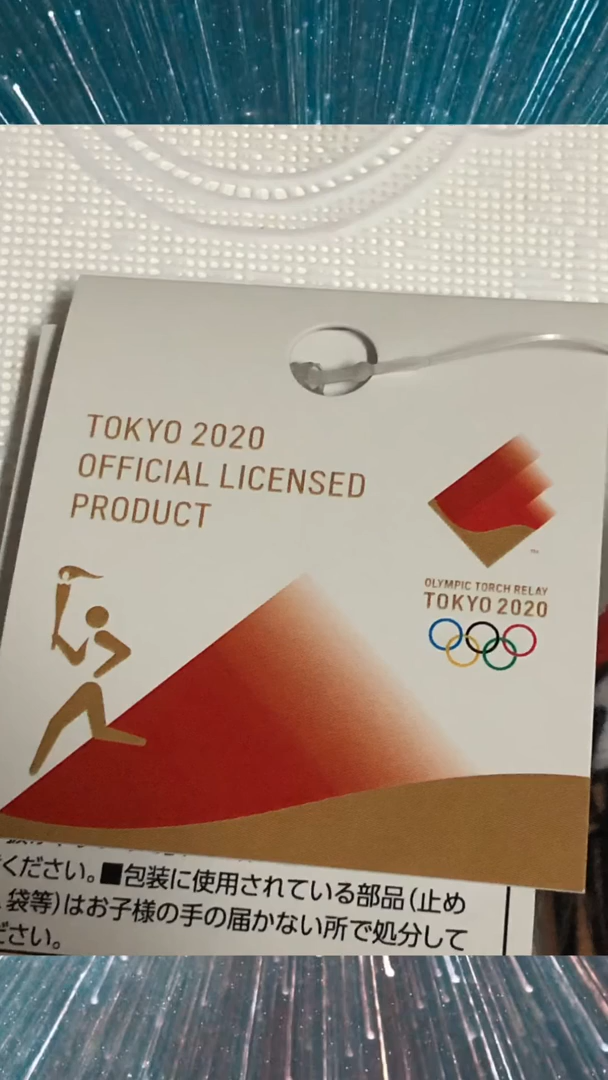 TOKYO 2020
OFFICIAL LICENSED
PRODUCT
OLYMPIC TORCH RELAY
TOKYO 2020
ください。■包装に使用されている部品(止め
袋等)はお子様の手の届かない所で処分して
ださい。